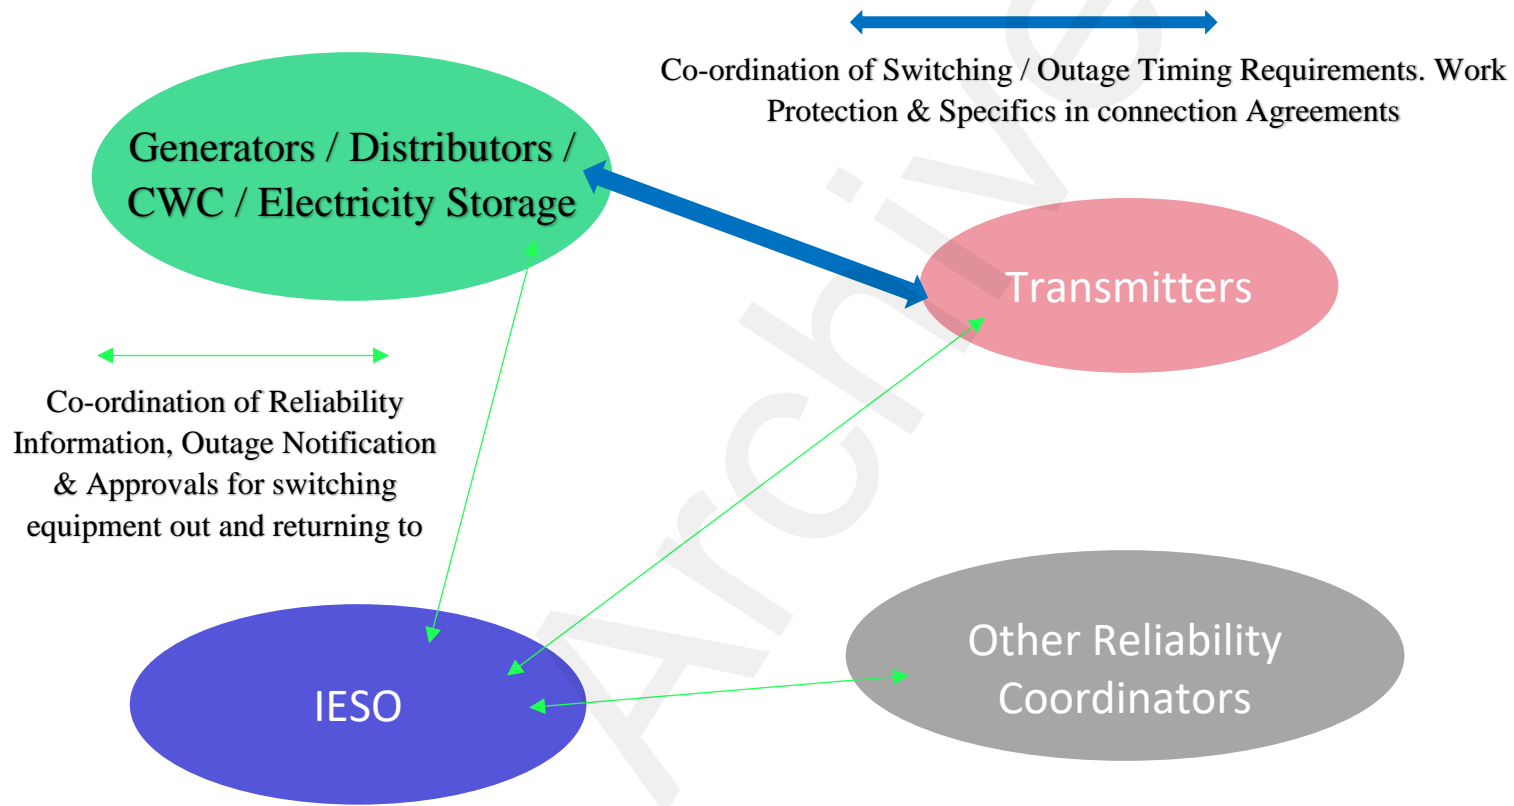 Co-ordination of Switching / Outage Timing Requirements. Work
Protection & Specifics in connection Agreements
Generators / Distributors /
CWC / Electricity Storage
Transmitters
Co-ordination of Reliability
Information, Outage Notification
& Approvals for switching
equipment out and returning to
Other Reliability
Coordinators
IESO
Archive